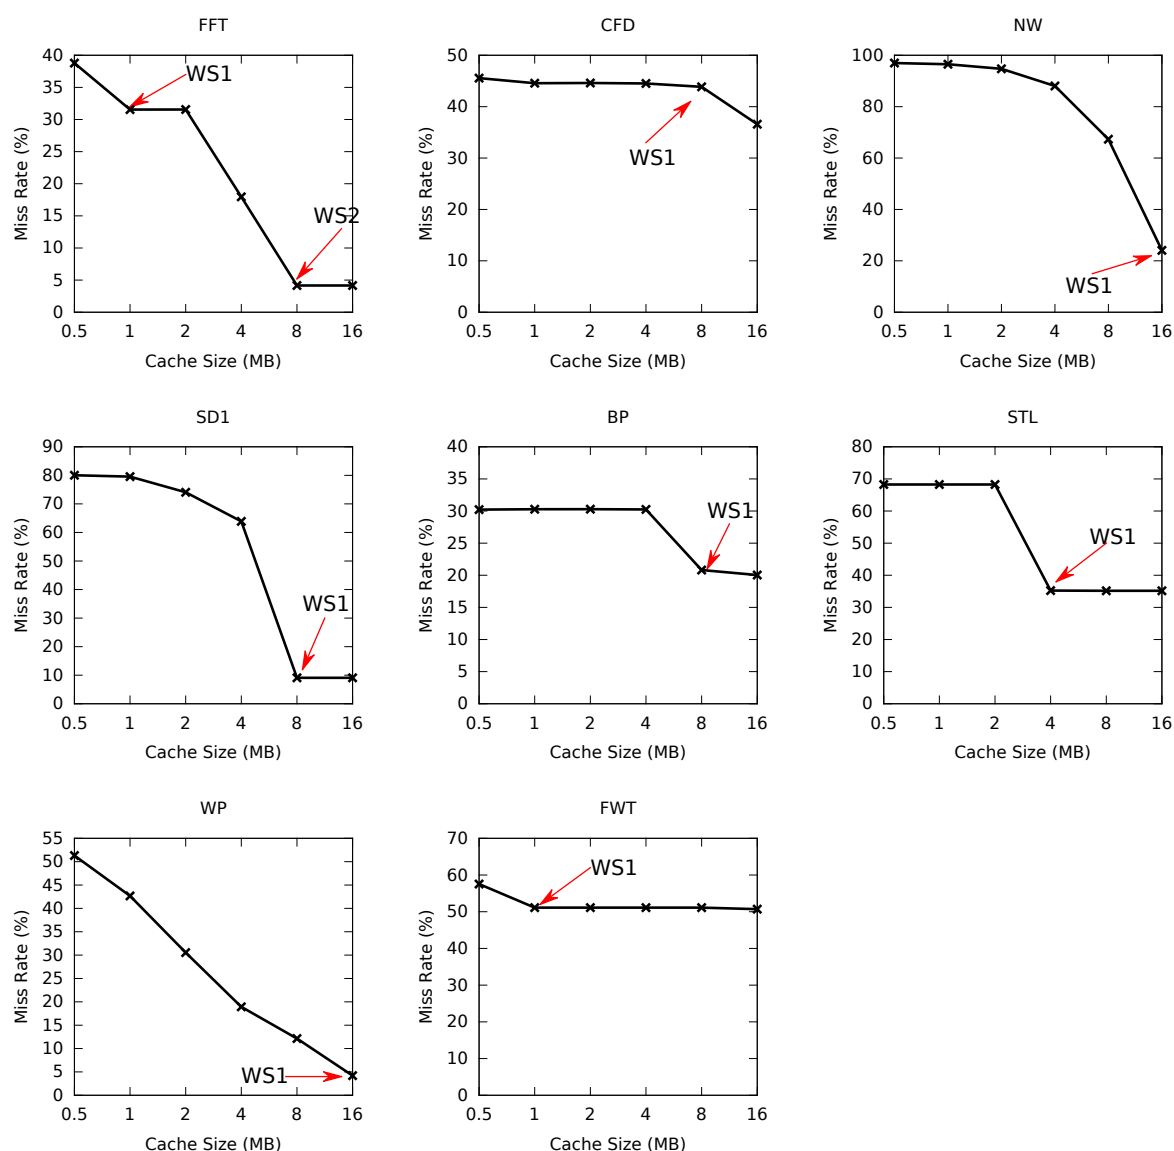 FFT
40
35
30
25
20
15
10
5
0
Miss Rate (%)
WS1
WS2
0.5 1 2 4 8 16
Cache Size (MB)
CFD
50
40
30
20
10
0
Miss Rate (%)
WS1
0.5 1 2 4 8 16
Cache Size (MB)
NW
100
80
60
40
20
0
Miss Rate (%)
WS1
0.5 1 2 4 8 16
Cache Size (MB)
SD1
90
80
70
60
50
40
30
20
10
0
Miss Rate (%)
WS1
0.5 1 2 4 8 16
Cache Size (MB)
BP
40
35
30
25
20
15
10
5
0
Miss Rate (%)
WS1
0.5 1 2 4 8 16
Cache Size (MB)
STL
80
70
60
50
40
30
20
10
0
Miss Rate (%)
WS1
0.5 1 2 4 8 16
Cache Size (MB)
WP
55
50
45
40
35
30
25
20
15
10
5
0
Miss Rate (%)
WS1
0.5 1 2 4 8 16
Cache Size (MB)
FWT
70
60
50
40
30
20
10
0
Miss Rate (%)
WS1
0.5 1 2 4 8 16
Cache Size (MB)